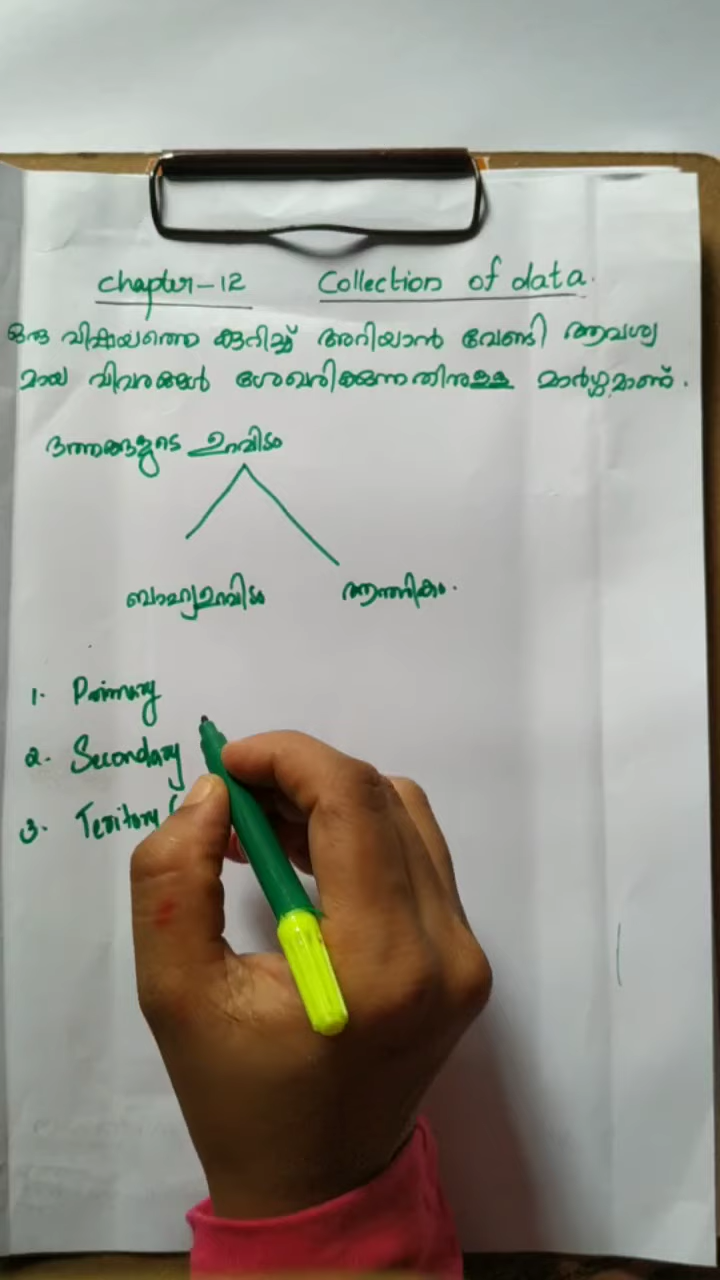 Chapter-12 Collection of data.
ഒരു വിഷയത്തെ കുറിച്ച് അറിയാൻ വേണ്ടി ആവശ്യ
മായ വിവരങ്ങൾ ശേഖരിക്കുന്നതിനുള്ള മാർഗ്ഗമാണ്.
ദത്തങ്ങളുടെ ഉറവിടം
ബാഹ്യഉറവിടം ആന്തരികം.
1. Primary
2. Secondary
3. Teritory (